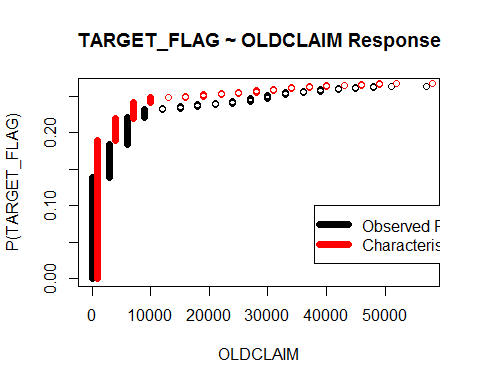 TARGET_FLAG ~ OLDCLAIM Response
P(TARGET_FLAG)
0.20
0.10
0.00
Observed P
Characteris
0 10000 20000 30000 40000 50000
OLDCLAIM